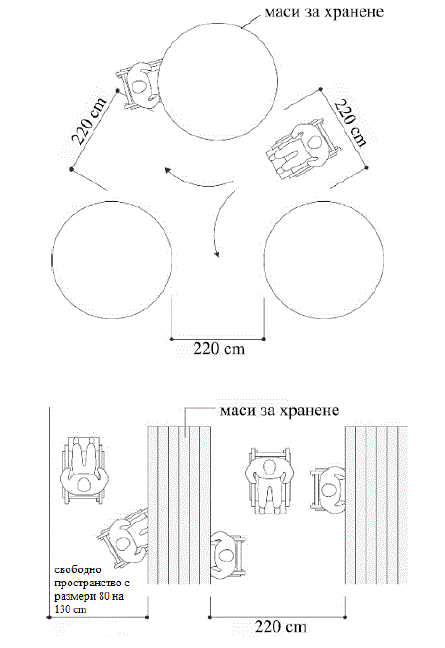 маси за хранене
220 cm
220 cm
220 cm
маси за хранене
свободно
пространство с
размери 80 на
130 cm
220 cm